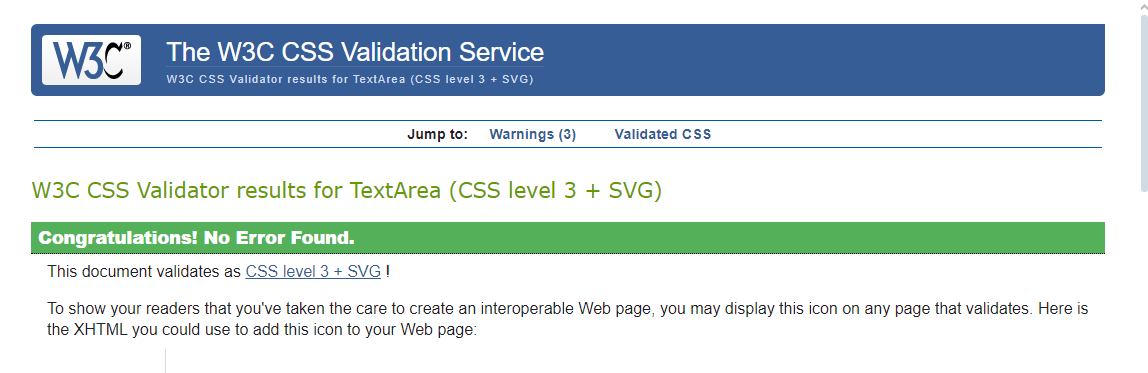 W3C®
The W3C CSS Validation Service
W3C CSS Validator results for TextArea (CSS level 3 + SVG)
Jump to: Warnings (3) Validated CSS
W3C CSS Validator results for TextArea (CSS level 3 + SVG)
Congratulations! No Error Found.
This document validates as CSS level 3 + SVG !
To show your readers that you've taken the care to create an interoperable Web page, you may display this icon on any page that validates. Here is
the XHTML you could use to add this icon to your Web page: